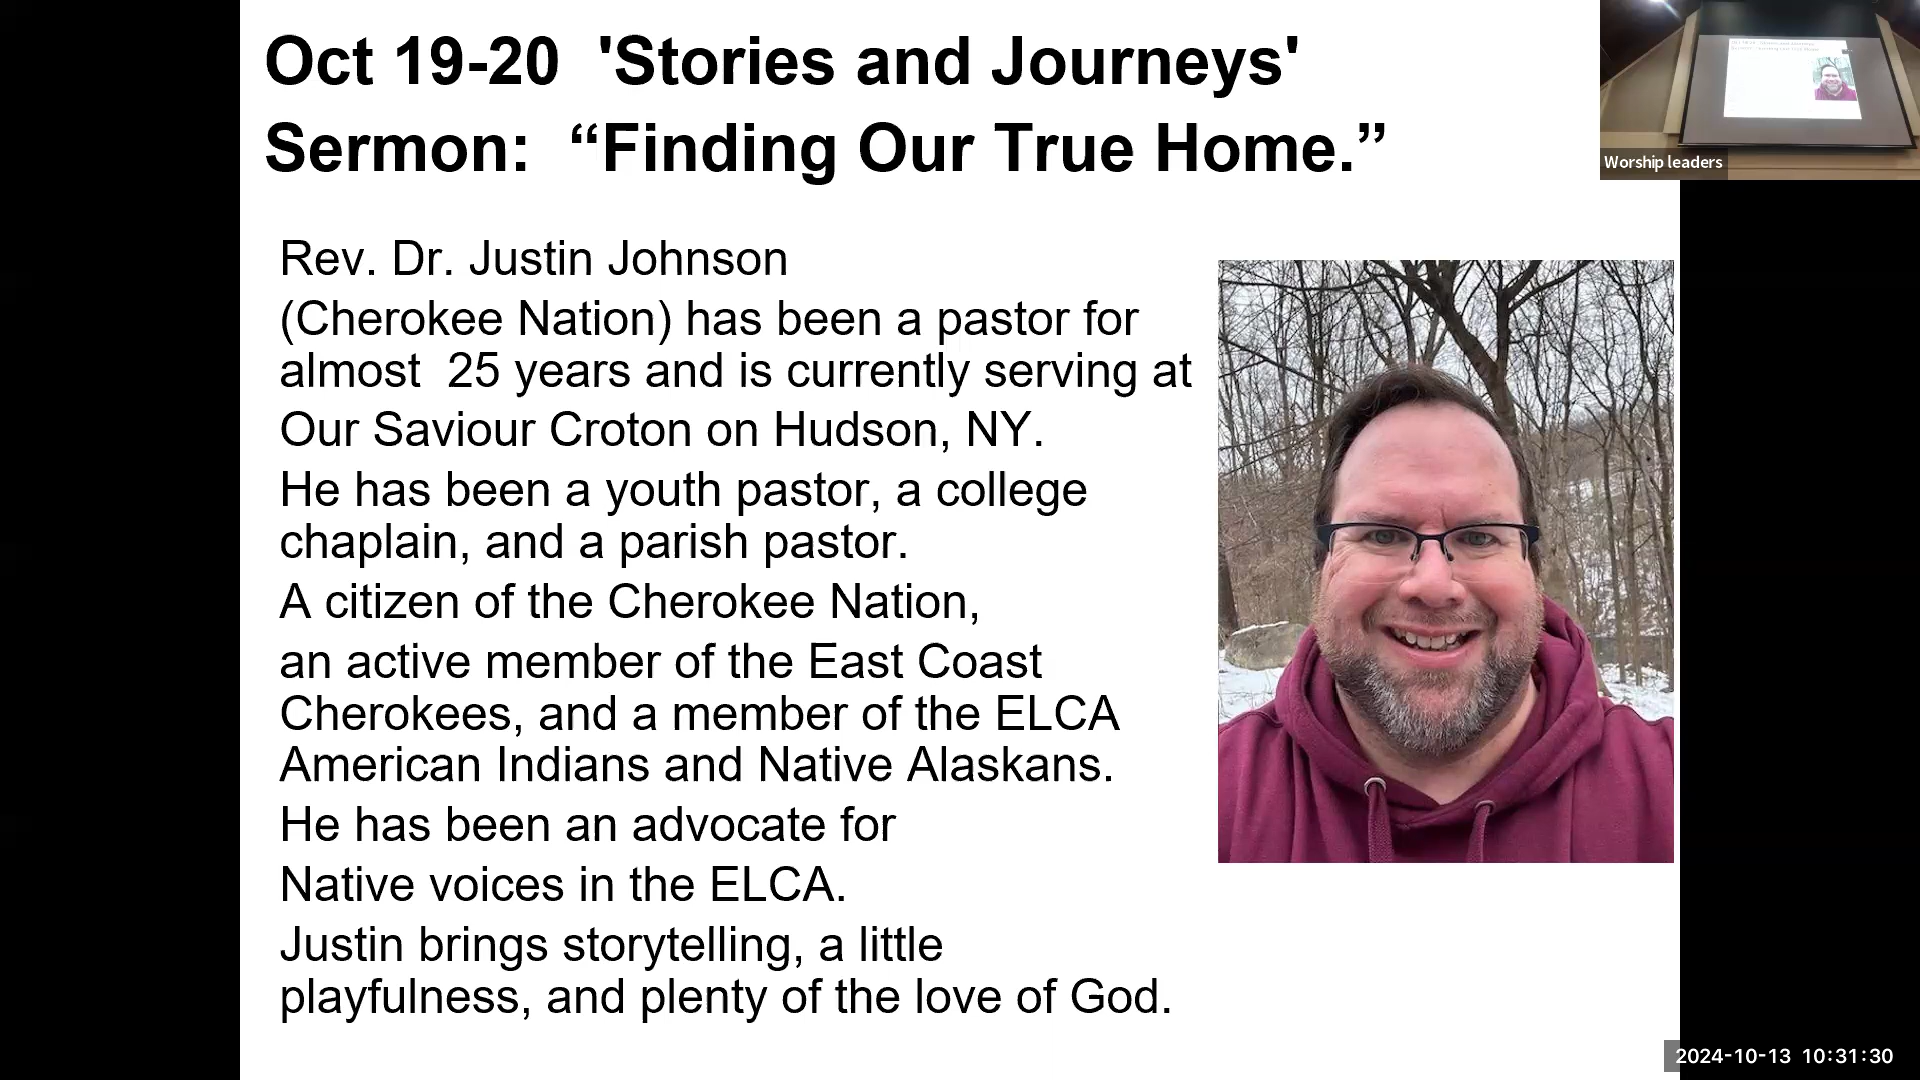 Oct 19-20 'Stories and Journeys'
Sermon: “Finding Our True Home.”
Worship leaders
Rev. Dr. Justin Johnson
(Cherokee Nation) has been a pastor for
almost 25 years and is currently serving at
Our Saviour Croton on Hudson, NY.
He has been a youth pastor, a college
chaplain, and a parish pastor.
A citizen of the Cherokee Nation,
an active member of the East Coast
Cherokees, and a member of the ELCA
American Indians and Native Alaskans.
He has been an advocate for
Native voices in the ELCA.
Justin brings storytelling, a little
playfulness, and plenty of the love of God.
2024-10-13 10:31:30